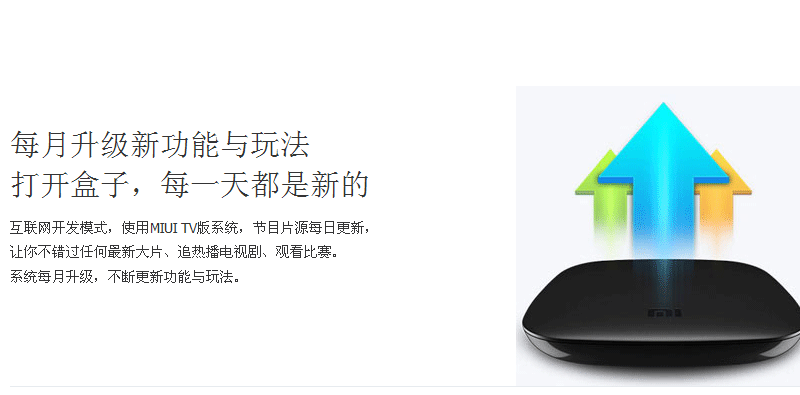 每月升级新功能与玩法
打开盒子，每一天都是新的
互联网开发模式，使用MIUI TV版系统，节目片源每日更新，
让你不错过任何最新大片、追热播电视剧、观看比赛。
系统每月升级，不断更新功能与玩法。
MI